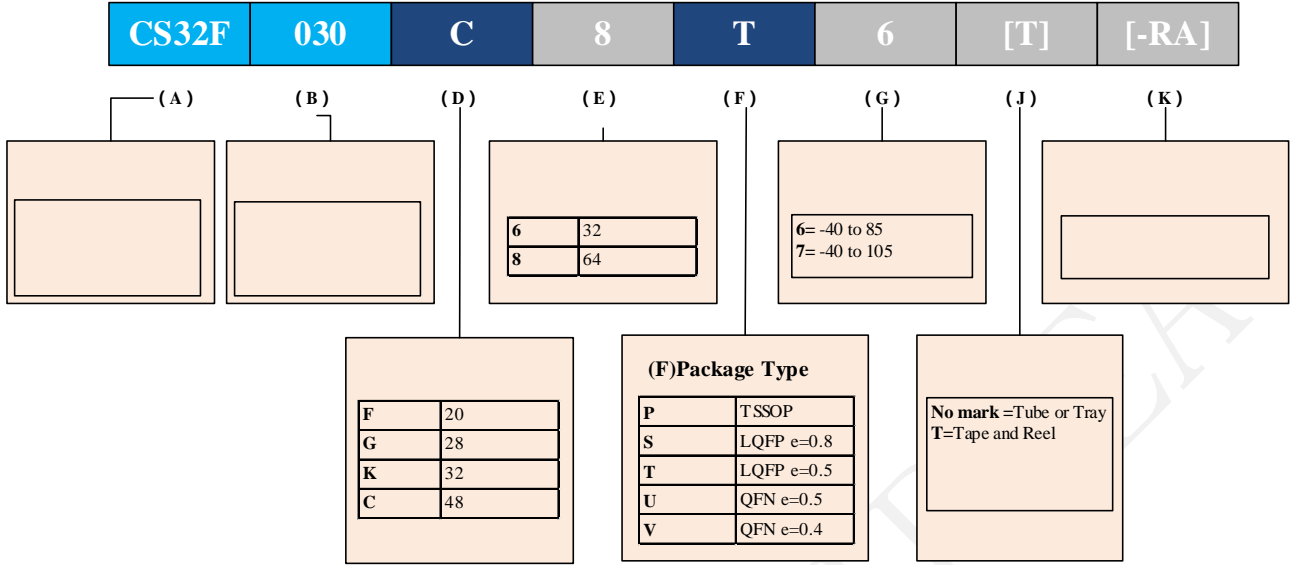 CS32F 030 C 8 T 6 [T] [-RA]
(A) (B) (D) (E) (F) (G) (J) (K)
6 32
8 64
6= -40 to 85
7= -40 to 105
F 20
G 28
K 32
C 48
(F)Package Type
P TSSOP
S LQFP e=0.8
T LQFP e=0.5
U QFN e=0.5
V QFN e=0.4
No mark =Tube or Tray
T=Tape and Reel